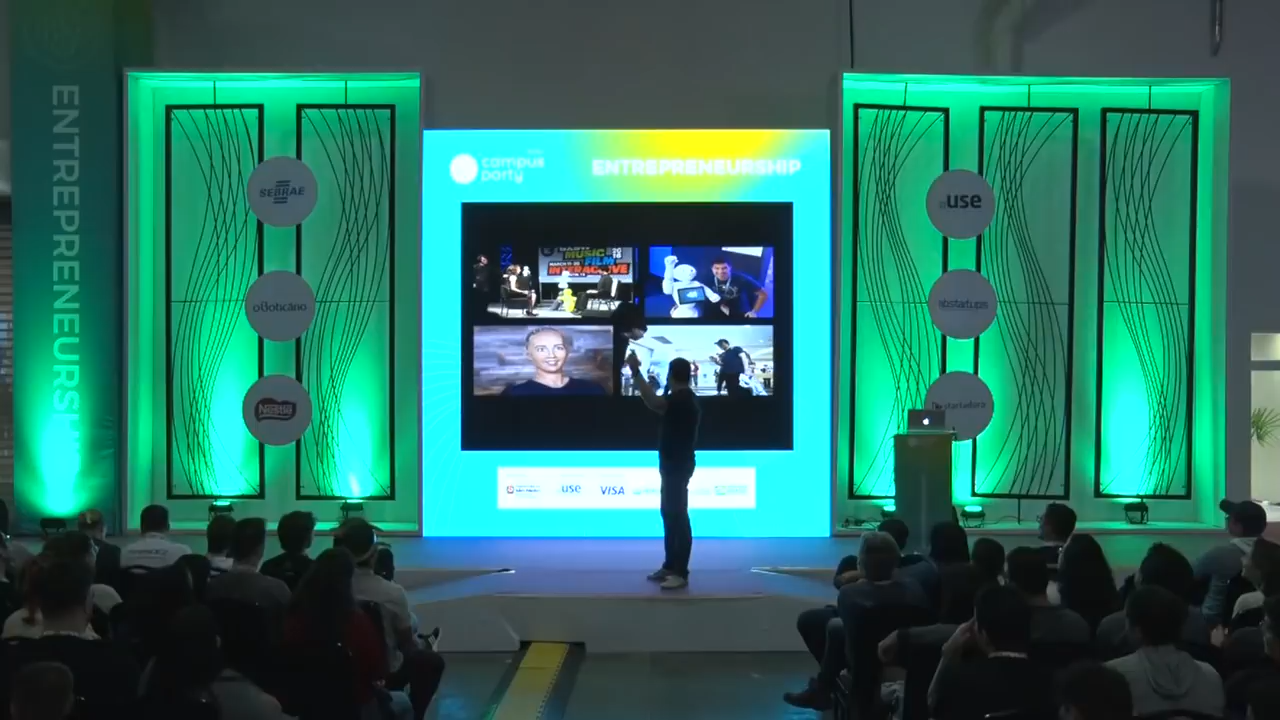 ENTREPRENEURSHIP
SEBRAE
oBoticário
Nestlé
campus
party
ENTREPRENEURSHIP
MUSIC
FILM
INTERACTIVE
use
VISA
use
abstartups